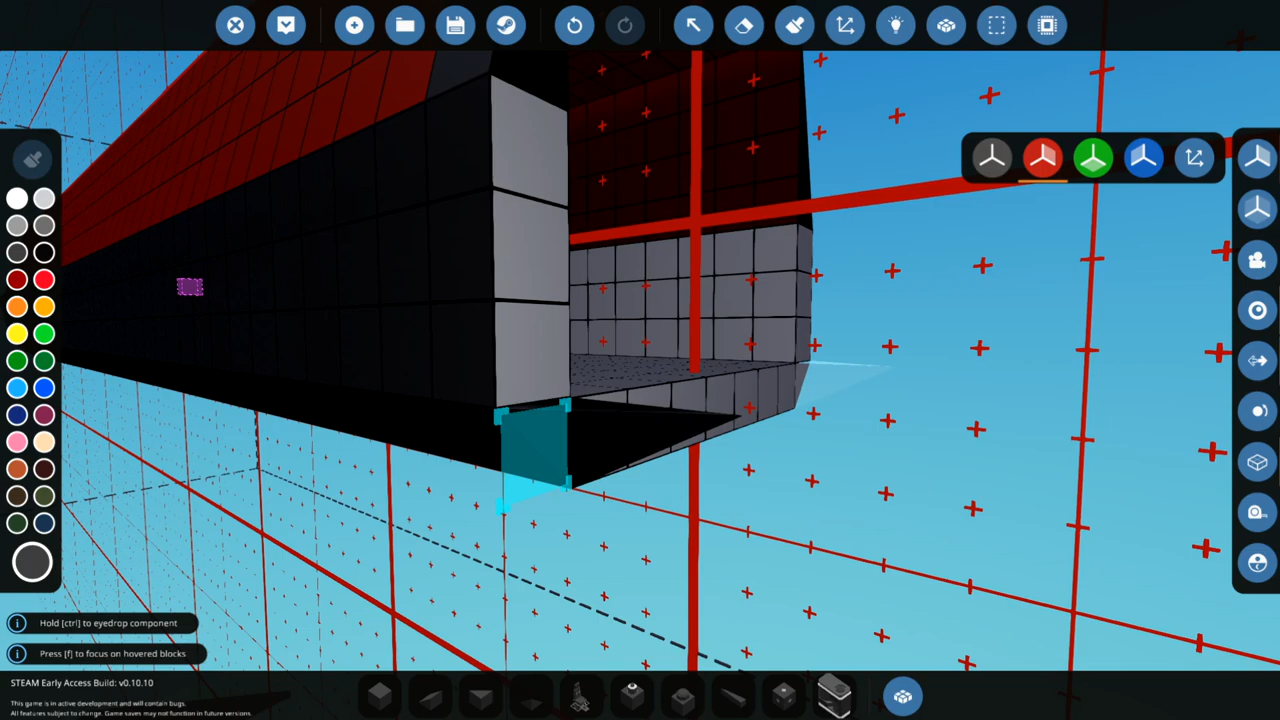 Hold [ctrl] to eyedrop component
Press [f] to focus on hovered blocks
STEAM Early Access Build: v0.10.10
This game is in active development and will contain bugs.
All features subject to change. Game saves may not function in future versions